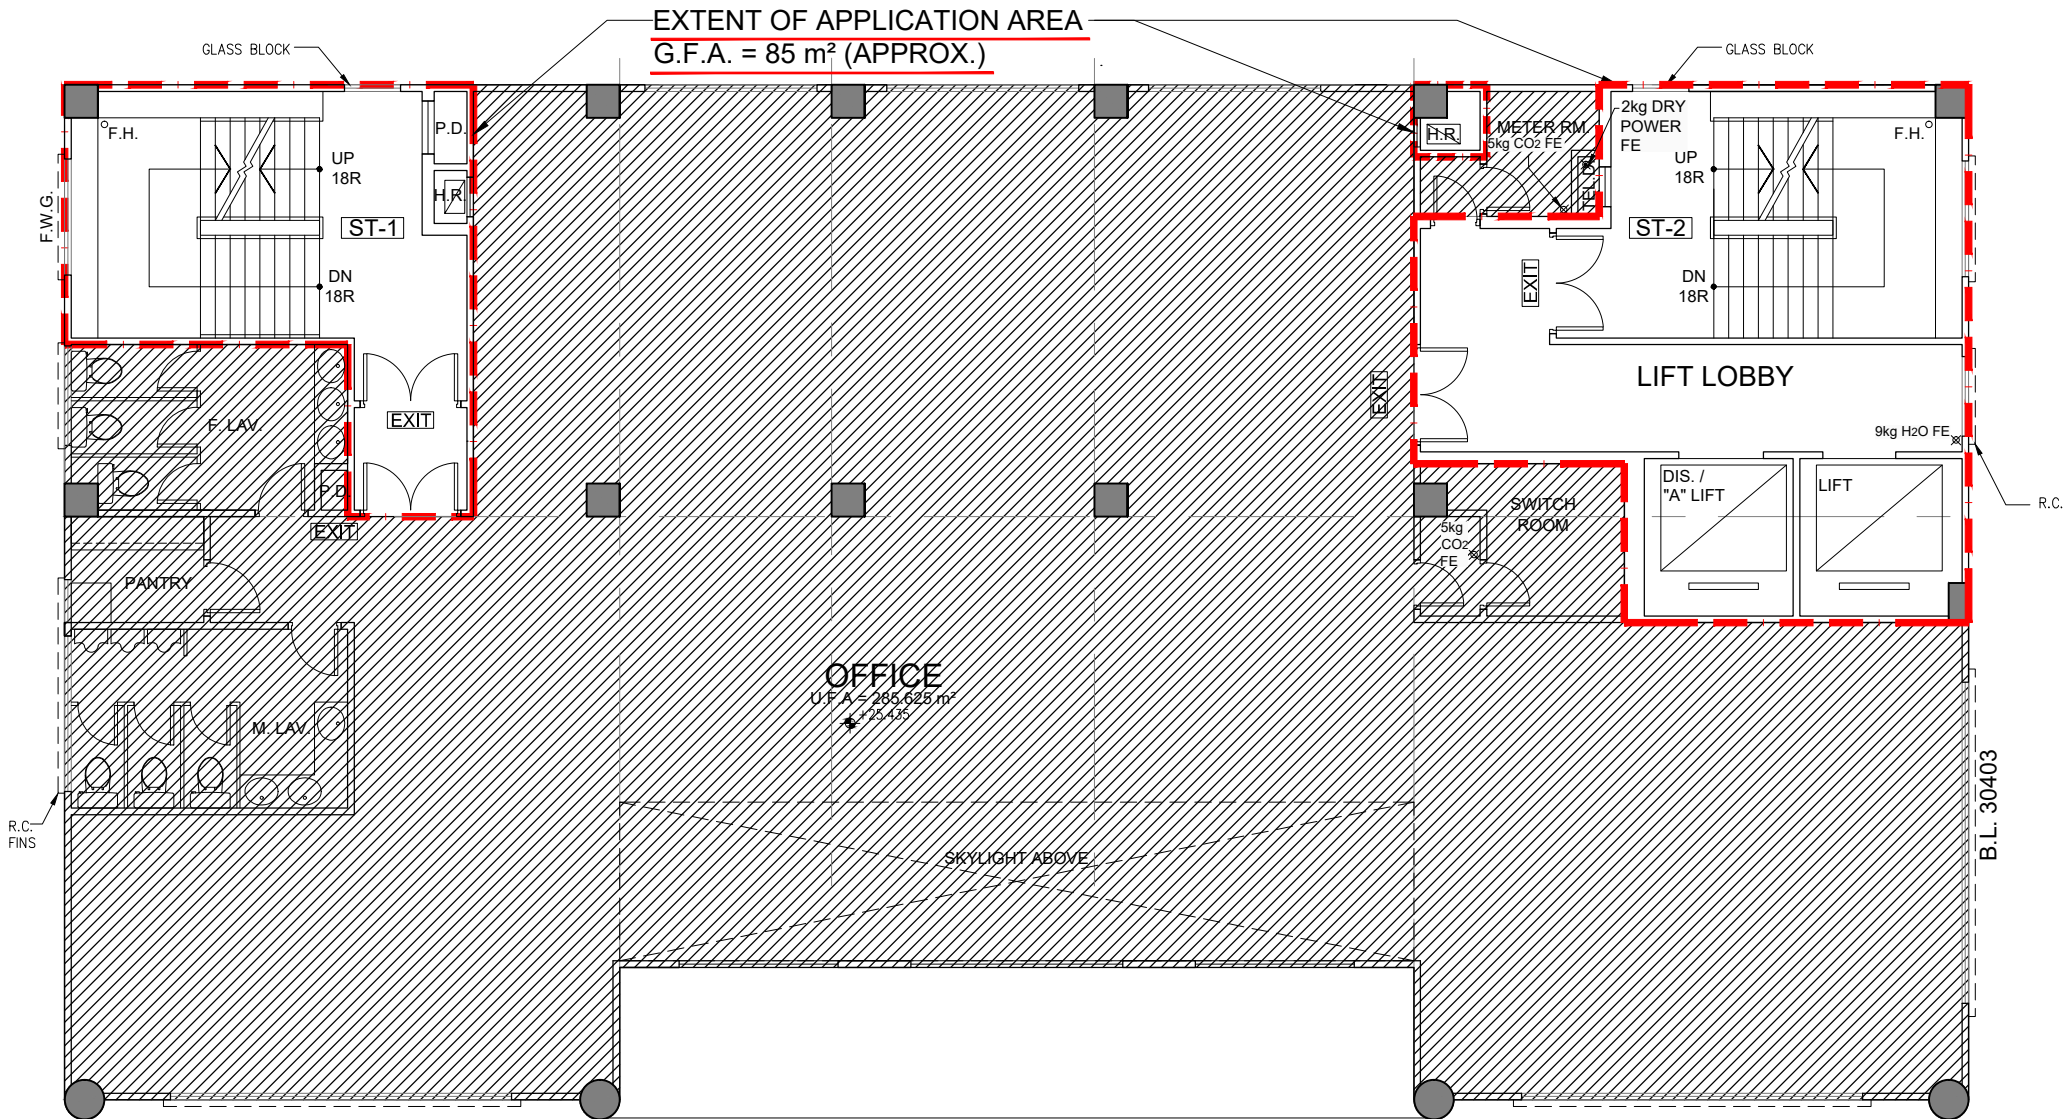 EXTENT OF APPLICATION AREA
G.F.A. = 85 m² (APPROX.)
GLASS BLOCK
GLASS BLOCK
F.H.
P.D.
UP
18R
H.R.
ST-1
DN
18R
F.W.G.
H.R.
METER RM.
5kg CO2 FE
TEL.D.
2kg DRY
POWER
FE
F.H.
UP
18R
ST-2
DN
18R
EXIT
EXIT
LIFT LOBBY
9kg H2O FE
F. LAV.
EXIT
P.D.
EXIT
DIS. /
"A" LIFT
LIFT
R.C.
SWITCH
ROOM
5kg
CO2
FE
PANTRY
OFFICE
U.F.A = 285.625 m²
+25.435
M. LAV.
R.C.
FINS
SKYLIGHT ABOVE
B.L. 30403